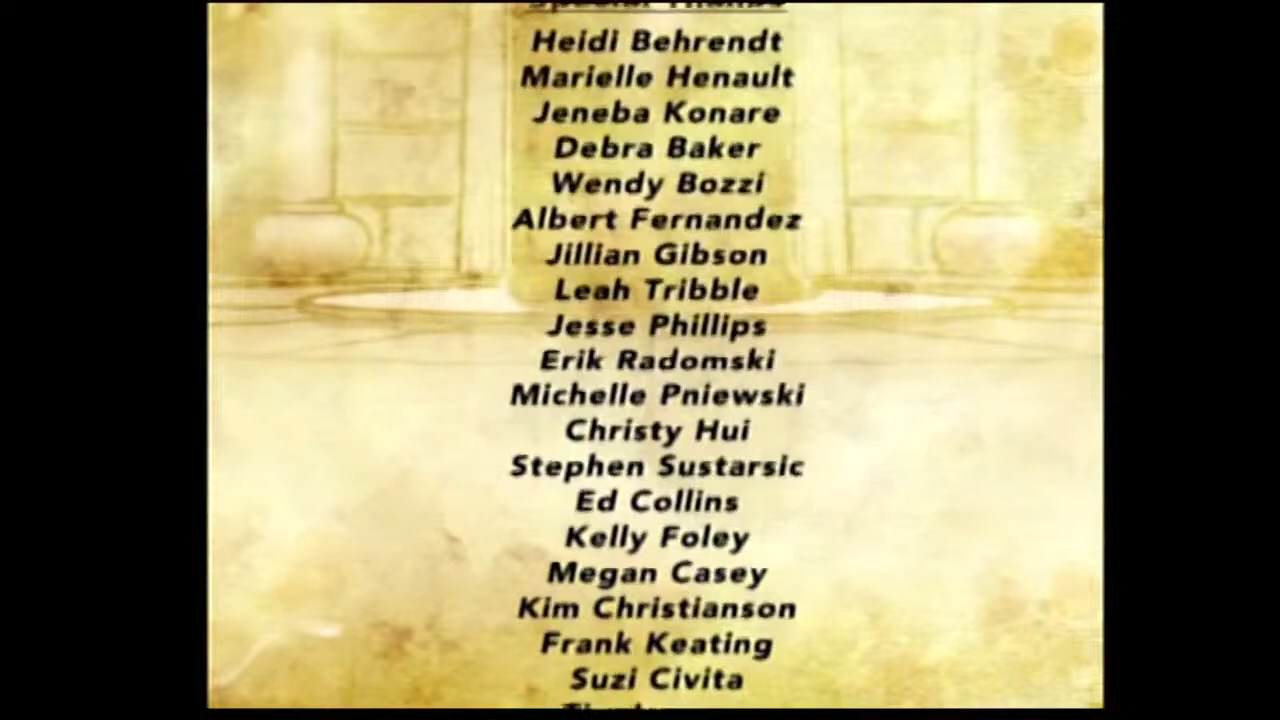 Special Thanks
Heidi Behrendt
Marielle Henault
Jeneba Konare
Debra Baker
Wendy Bozzi
Albert Fernandez
Jillian Gibson
Leah Tribble
Jesse Phillips
Erik Radomski
Michelle Pniewski
Christy Hui
Stephen Sustarsic
Ed Collins
Kelly Foley
Megan Casey
Kim Christianson
Frank Keating
Suzi Civita